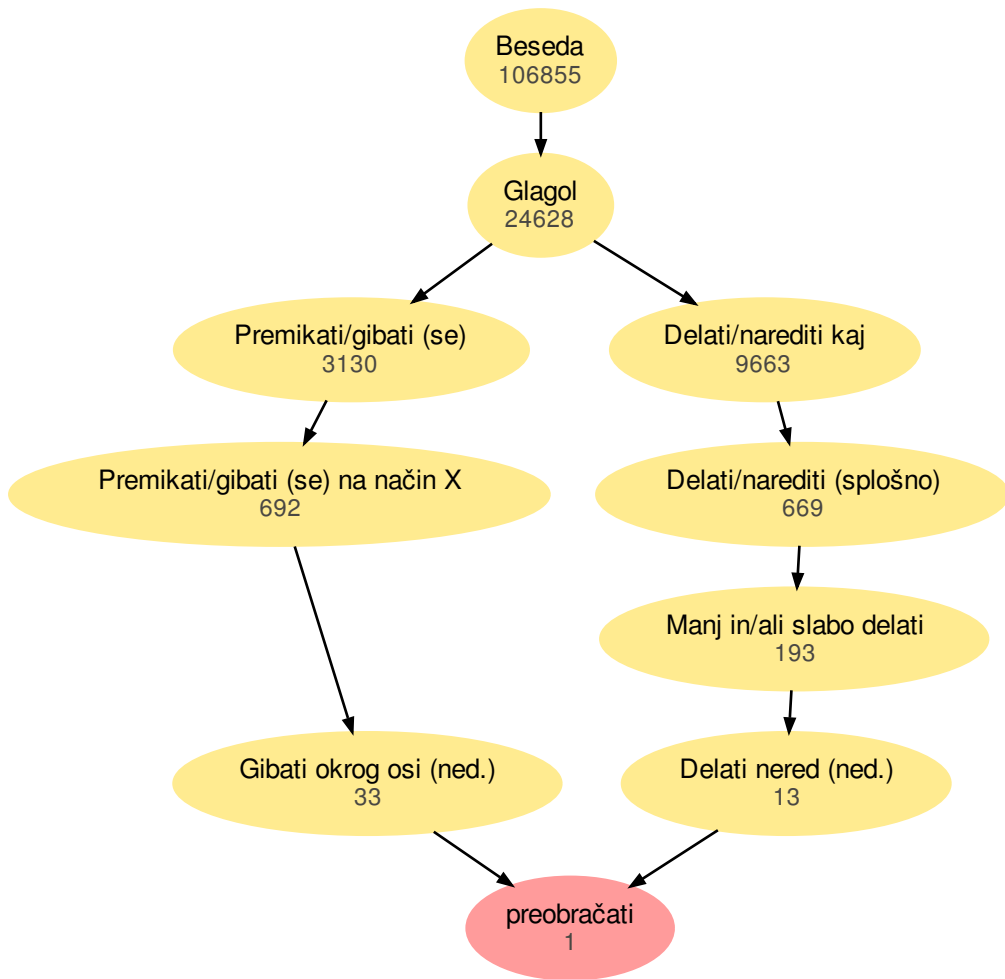 Beseda
106855
Glagol
24628
Premikati/gibati (se)
3130
Delati/narediti kaj
9663
Premikati/gibati (se) na način X
692
Delati/narediti (splošno)
669
Manj in/ali slabo delati
193
Gibati okrog osi (ned.)
33
Delati nered (ned.)
13
preobračati
1